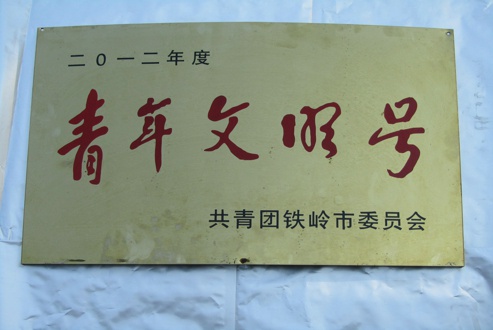 二0一二年度
青年文明号
共青团铁岭市委员会